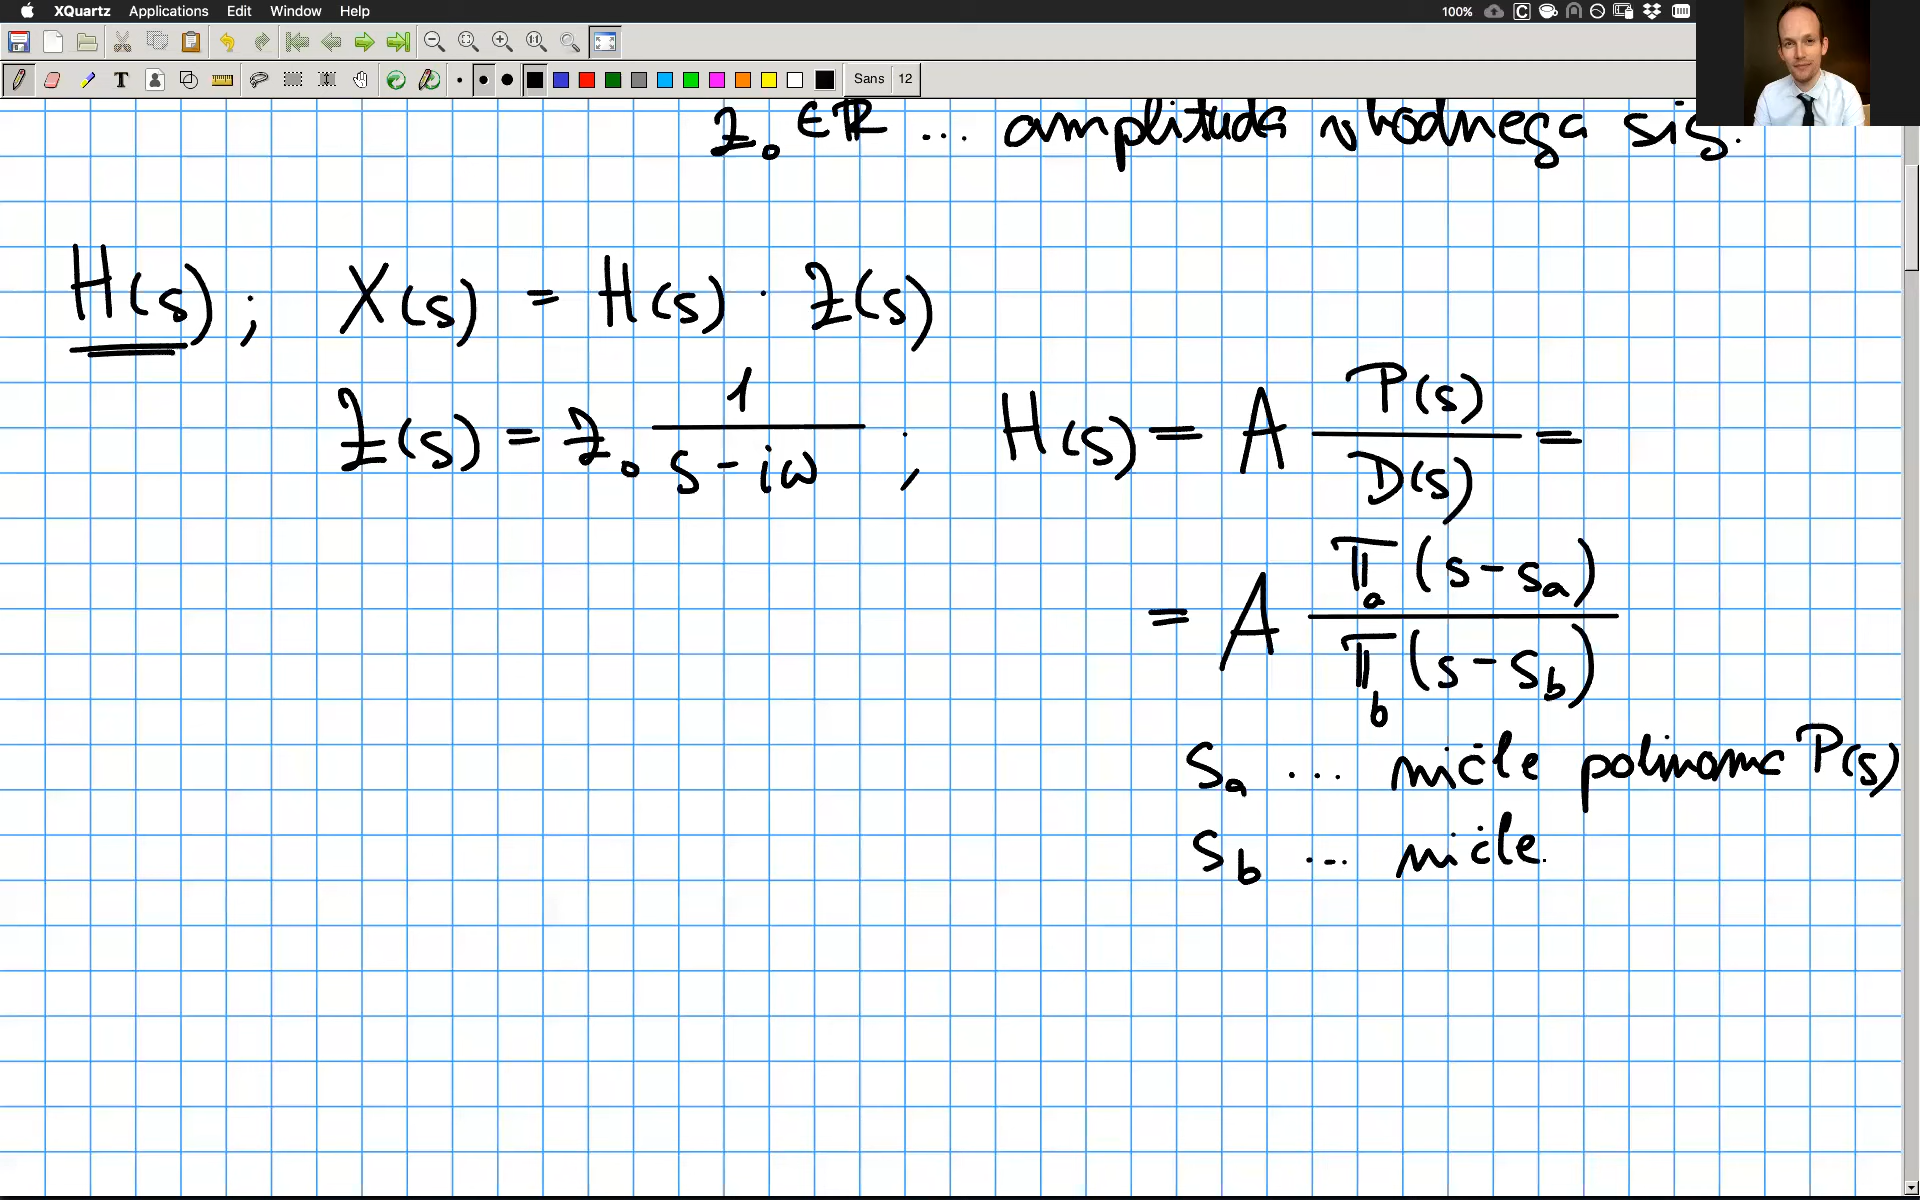 XQuartz Applications Edit Window Help 100%
Sans 12
z₀ ∈ ℝ ... amplituda vhodnega sig.
H(s); X(s) = H(s) · Z(s)
Z(s) = z₀ 1/(s - iω) ; H(s) = A P(s)/D(s) =
= A ∏ₐ (s - sₐ) / ∏_b (s - s_b)
sₐ ... ničle polinoma P(s)
s_b ... ničle